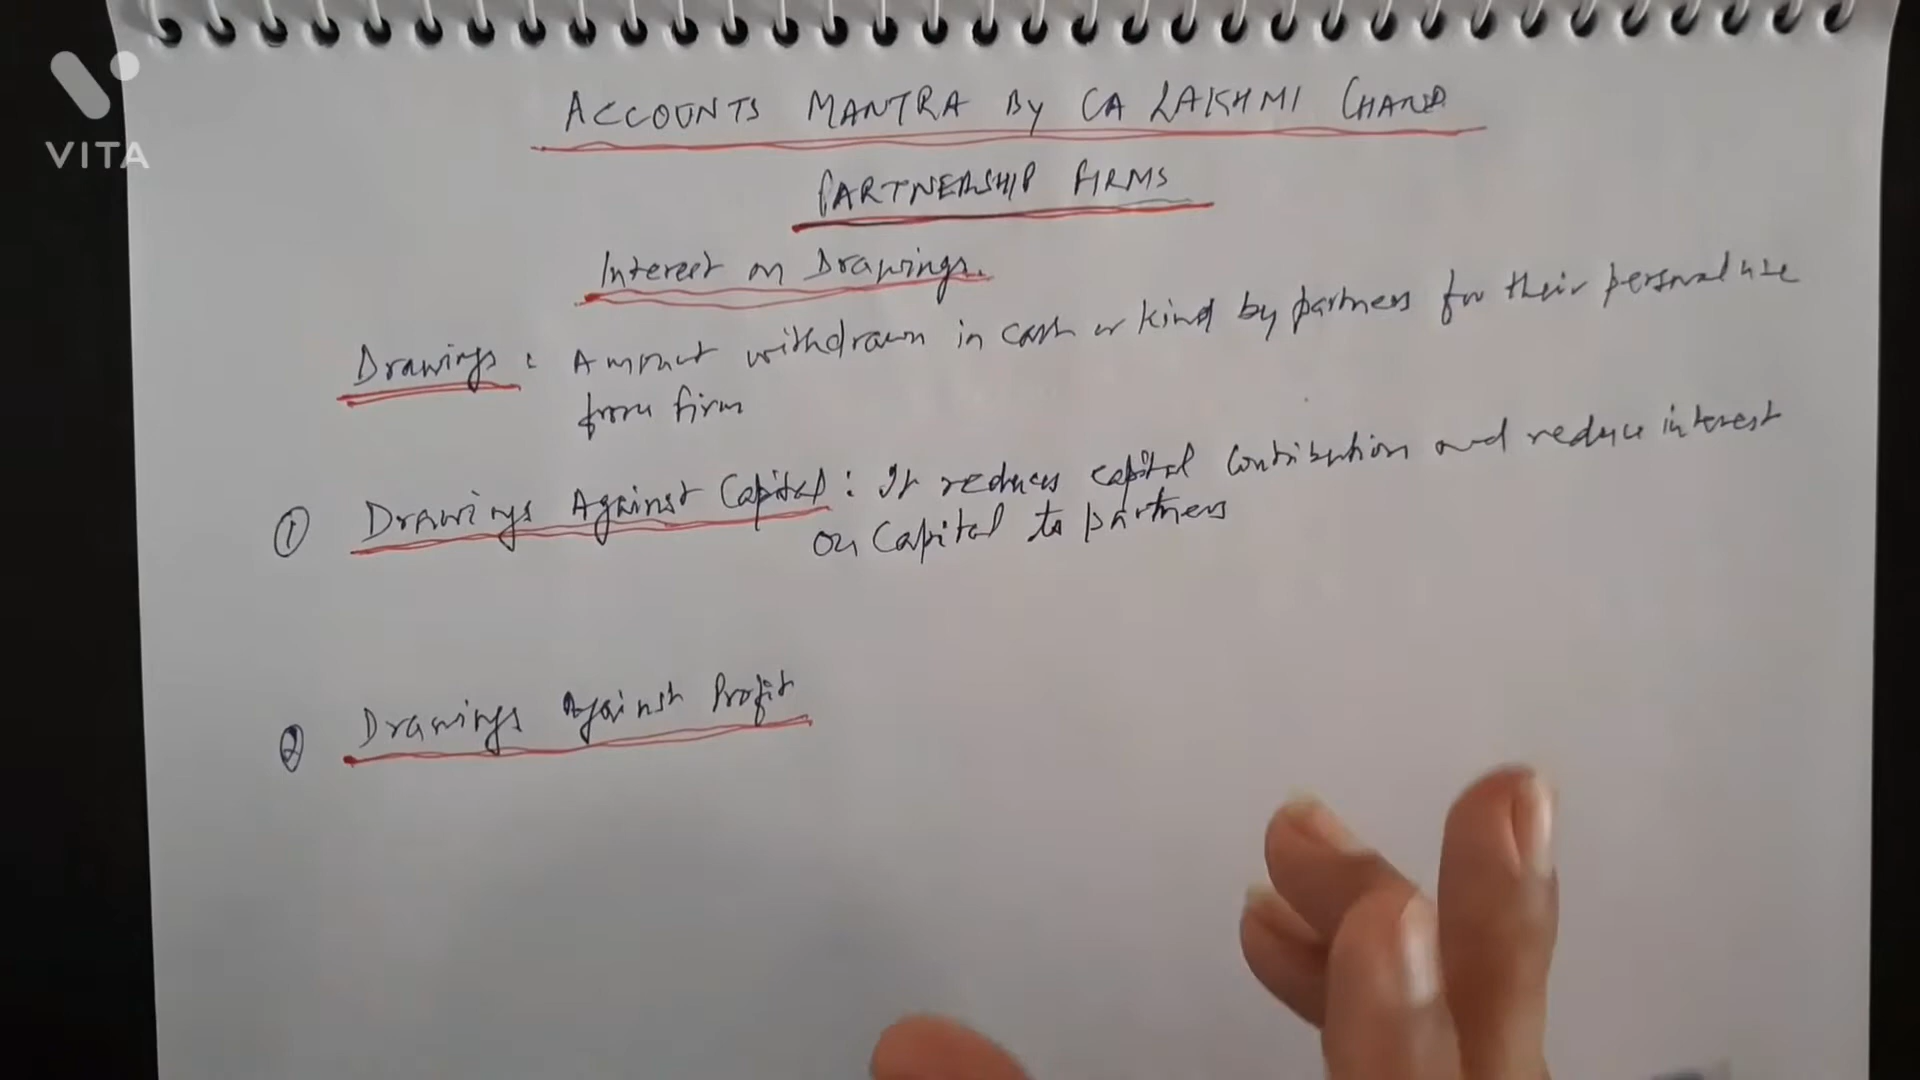 VITA
ACCOUNTS MANTRA By CA LAKHMI CHAND
PARTNERSHIP FIRMS
Interest on Drawings.
Drawings : Amount withdrawn in cash or kind by partners for their personal use
from firm
① Drawings Against Capital : It reduces capital contribution and reduce interest
on Capital to partners
② Drawings Against Profit